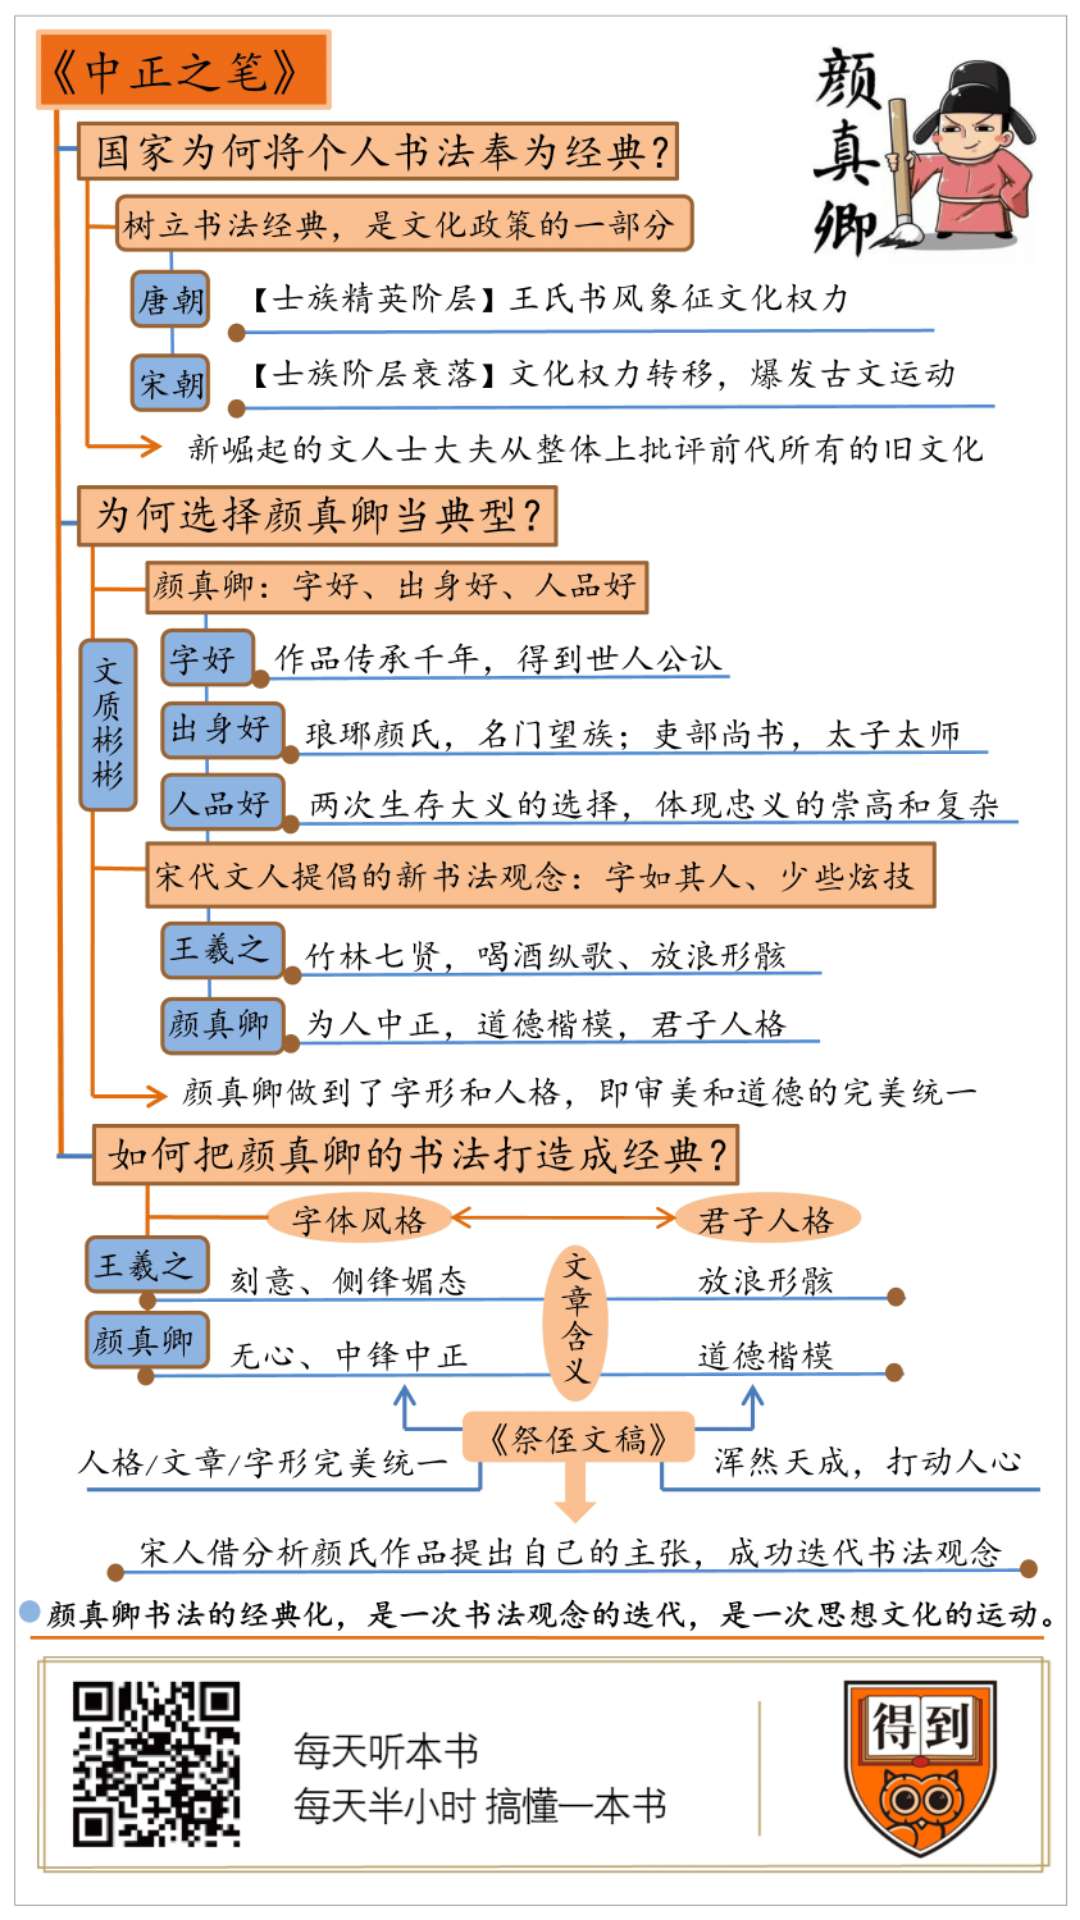 《中正之笔》
颜真卿
国家为何将个人书法奉为经典？
树立书法经典，是文化政策的一部分
唐朝 【士族精英阶层】王氏书风象征文化权力
宋朝 【士族阶层衰落】文化权力转移，爆发古文运动
新崛起的文人士大夫从整体上批评前代所有的旧文化
为何选择颜真卿当典型？
颜真卿：字好、出身好、人品好
文质彬彬
字好 作品传承千年，得到世人公认
出身好 琅琊颜氏，名门望族；吏部尚书，太子太师
人品好 两次生存大义的选择，体现忠义的崇高和复杂
宋代文人提倡的新书法观念：字如其人、少些炫技
王羲之 竹林七贤，喝酒纵歌、放浪形骸
颜真卿 为人中正，道德楷模，君子人格
颜真卿做到了字形和人格，即审美和道德的完美统一
如何把颜真卿的书法打造成经典？
字体风格 君子人格
文章含义
王羲之 刻意、侧锋媚态 放浪形骸
颜真卿 无心、中锋中正 道德楷模
《祭侄文稿》
人格/文章/字形完美统一 浑然天成，打动人心
宋人借分析颜氏作品提出自己的主张，成功迭代书法观念
颜真卿书法的经典化，是一次书法观念的迭代，是一次思想文化的运动。
每天听本书
每天半小时 搞懂一本书
得到